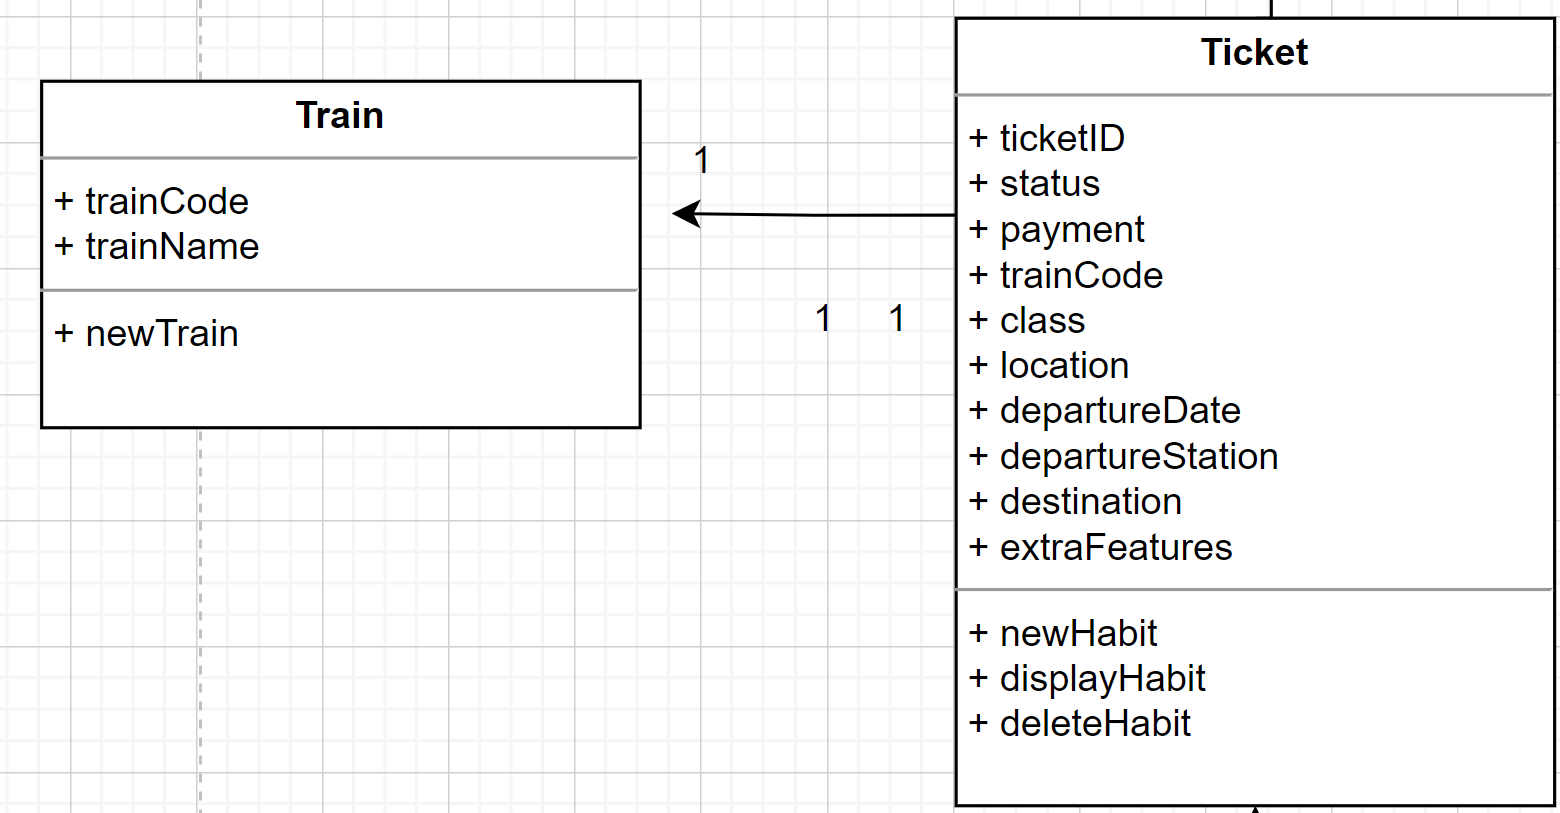 Train
+ trainCode
+ trainName
+ newTrain
1
1 1
Ticket
+ ticketID
+ status
+ payment
+ trainCode
+ class
+ location
+ departureDate
+ departureStation
+ destination
+ extraFeatures
+ newHabit
+ displayHabit
+ deleteHabit